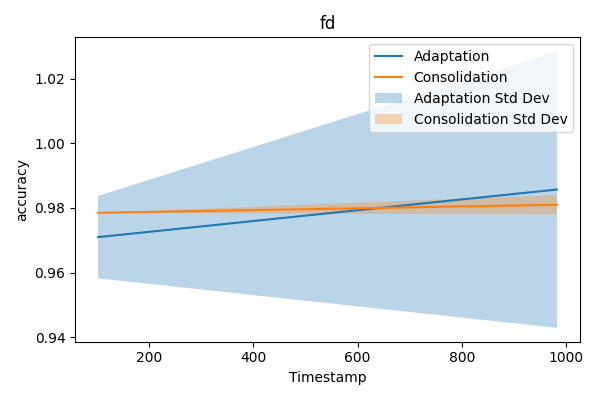 fd
Adaptation
Consolidation
Adaptation Std Dev
Consolidation Std Dev
accuracy
1.02
1.00
0.98
0.96
0.94
200 400 600 800 1000
Timestamp